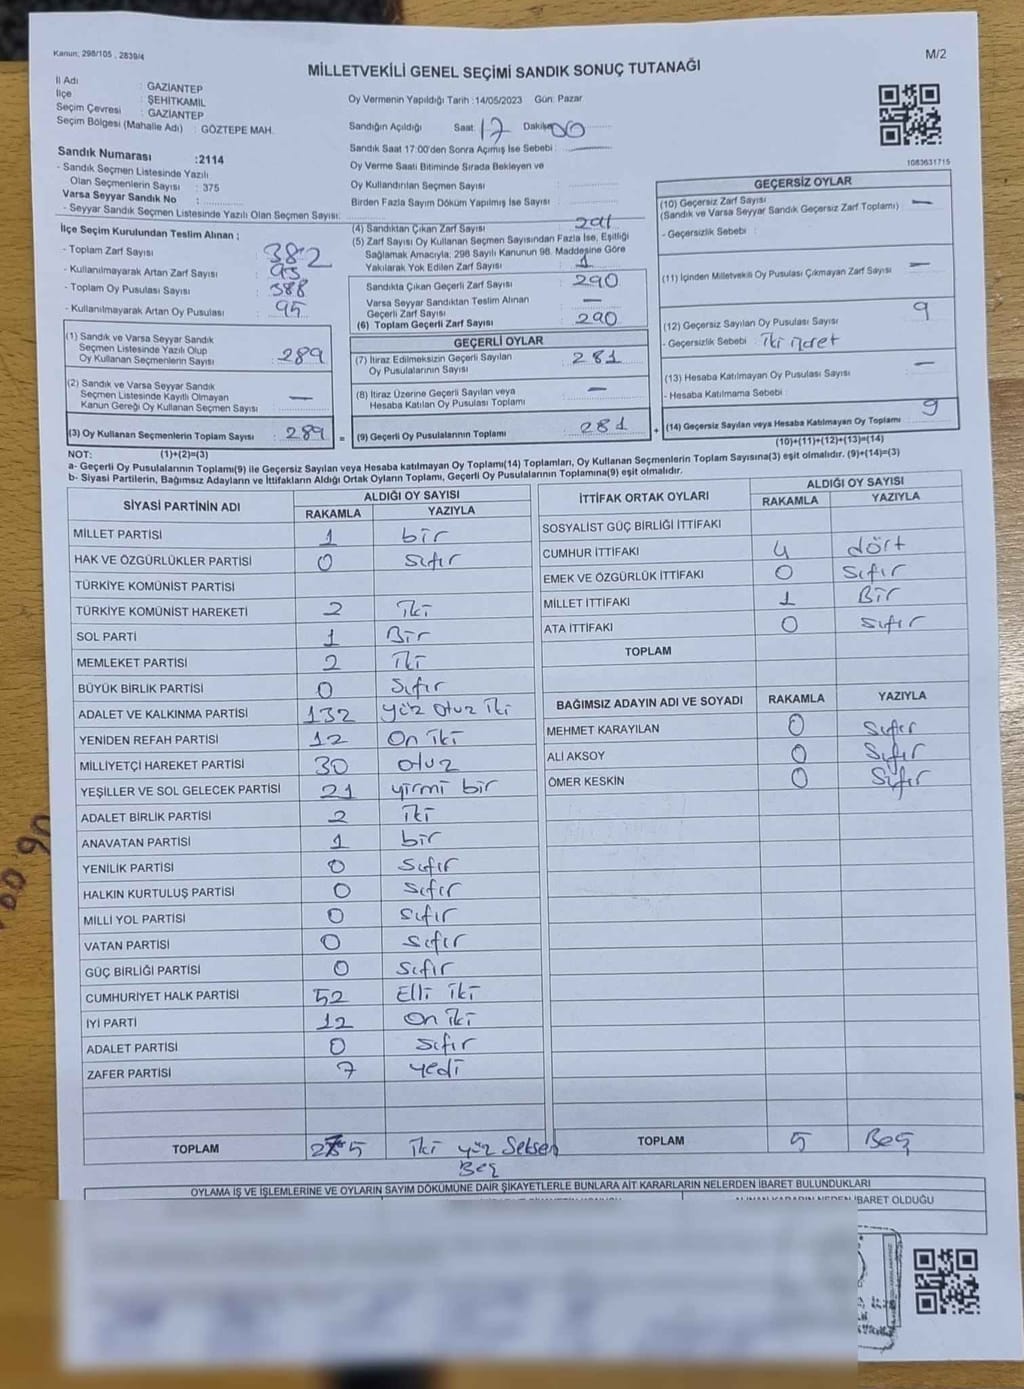 Kanun; 298/105 , 2839/4
M/2
MİLLETVEKİLİ GENEL SEÇİMİ SANDIK SONUÇ TUTANAĞI
İl Adı : GAZİANTEP
İlçe : ŞEHİTKAMİL
Seçim Çevresi : GAZİANTEP
Seçim Bölgesi (Mahalle Adı) : GÖZTEPE MAH.
Sandık Numarası :2114
- Sandık Seçmen Listesinde Yazılı
Olan Seçmenlerin Sayısı : 375
Varsa Seyyar Sandık No :
- Seyyar Sandık Seçmen Listesinde Yazılı Olan Seçmen Sayısı:
Oy Vermenin Yapıldığı Tarih :14/05/2023 Gün: Pazar
Sandığın Açıldığı Saat: 17 Dakika: 00
Sandık Saat 17:00'den Sonra Açımış İse Sebebi :
Oy Verme Saati Bitiminde Sırada Bekleyen ve
Oy Kullandırılan Seçmen Sayısı
Birden Fazla Sayım Döküm Yapılmış İse Sayısı :
1083631715
İlçe Seçim Kurulundan Teslim Alınan ;
- Toplam Zarf Sayısı : 382
- Kullanılmayarak Artan Zarf Sayısı : 93
- Toplam Oy Pusulası Sayısı : 388
- Kullanılmayarak Artan Oy Pusulası : 95
(1) Sandık ve Varsa Seyyar Sandık
Seçmen Listesinde Yazılı Olup
Oy Kullanan Seçmenlerin Sayısı : 289
(2) Sandık ve Varsa Seyyar Sandık
Seçmen Listesinde Kayıtlı Olmayan
Kanun Gereği Oy Kullanan Seçmen Sayısı : —
(3) Oy Kullanan Seçmenlerin Toplam Sayısı : 289
(4) Sandıktan Çıkan Zarf Sayısı : 291
(5) Zarf Sayısı Oy Kullanan Seçmen Sayısından Fazla İse, Eşitliği
Sağlamak Amacıyla; 298 Sayılı Kanunun 98. Maddesine Göre
Yakılarak Yok Edilen Zarf Sayısı : 1
Sandıkta Çıkan Geçerli Zarf Sayısı : 290
Varsa Seyyar Sandıktan Teslim Alınan
Geçerli Zarf Sayısı : —
(6) Toplam Geçerli Zarf Sayısı : 290
GEÇERLİ OYLAR
(7) İtiraz Edilmeksizin Geçerli Sayılan
Oy Pusulalarının Sayısı : 281
(8) İtiraz Üzerine Geçerli Sayılan veya
Hesaba Katılan Oy Pusulası Toplamı : —
= (9) Geçerli Oy Pusulalarının Toplamı : 281
GEÇERSİZ OYLAR
(10) Geçersiz Zarf Sayısı
(Sandık ve Varsa Seyyar Sandık Geçersiz Zarf Toplamı) : —
- Geçersizlik Sebebi :
(11) İçinden Milletvekili Oy Pusulası Çıkmayan Zarf Sayısı : —
(12) Geçersiz Sayılan Oy Pusulası Sayısı : 9
- Geçersizlik Sebebi : iki
(13) Hesaba Katılmayan Oy Pusulası Sayısı : —
- Hesaba Katılmama Sebebi
+ (14) Geçersiz Sayılan veya Hesaba Katılmayan Oy Toplamı : 9
(10)+(11)+(12)+(13)=(14)
NOT: (1)+(2)=(3)
a- Geçerli Oy Pusulalarının Toplamı(9) ile Geçersiz Sayılan veya Hesaba katılmayan Oy Toplamı(14) Toplamları, Oy Kullanan Seçmenlerin Toplam Sayısına(3) eşit olmalıdır. (9)+(14)=(3)
b- Siyasi Partilerin, Bağımsız Adayların ve İttifakların Aldığı Ortak Oyların Toplamı, Geçerli Oy Pusulalarının Toplamına(9) eşit olmalıdır.
SİYASİ PARTİNİN ADI ALDIĞI OY SAYISI
RAKAMLA YAZIYLA
MİLLET PARTİSİ 1 bir
HAK VE ÖZGÜRLÜKLER PARTİSİ 0 sıfır
TÜRKİYE KOMÜNİST PARTİSİ
TÜRKİYE KOMÜNİST HAREKETİ 2 iki
SOL PARTİ 1 Bir
MEMLEKET PARTİSİ 2 İki
BÜYÜK BİRLİK PARTİSİ 0 Sıfır
ADALET VE KALKINMA PARTİSİ 132 yüz otuz iki
YENİDEN REFAH PARTİSİ 12 On iki
MİLLİYETÇİ HAREKET PARTİSİ 30 otuz
YEŞİLLER VE SOL GELECEK PARTİSİ 21 yirmi bir
ADALET BİRLİK PARTİSİ 2 iki
ANAVATAN PARTİSİ 1 bir
YENİLİK PARTİSİ 0 sıfır
HALKIN KURTULUŞ PARTİSİ 0 sıfır
MİLLİ YOL PARTİSİ 0 sıfır
VATAN PARTİSİ 0 sıfır
GÜÇ BİRLİĞİ PARTİSİ 0 sıfır
CUMHURİYET HALK PARTİSİ 52 Elli iki
İYİ PARTİ 12 On iki
ADALET PARTİSİ 0 sıfır
ZAFER PARTİSİ 7 yedi
TOPLAM 275 iki yüz Seksen
Beş
İTTİFAK ORTAK OYLARI ALDIĞI OY SAYISI
RAKAMLA YAZIYLA
SOSYALİST GÜÇ BİRLİĞİ İTTİFAKI
CUMHUR İTTİFAKI 4 dört
EMEK VE ÖZGÜRLÜK İTTİFAKI 0 sıfır
MİLLET İTTİFAKI 1 Bir
ATA İTTİFAKI 0 sıfır
TOPLAM
BAĞIMSIZ ADAYIN ADI VE SOYADI RAKAMLA YAZIYLA
MEHMET KARAYILAN 0 Sıfır
ALİ AKSOY 0 Sıfır
ÖMER KESKİN 0 Sıfır
TOPLAM 5 Beş
OYLAMA İŞ VE İŞLEMLERİNE VE OYLARIN SAYIM DÖKÜMÜNE DAİR ŞİKAYETLERLE BUNLARA AİT KARARLARIN NELERDEN İBARET BULUNDUKLARI
ALINAN KARARIN NEDEN İBARET OLDUĞU